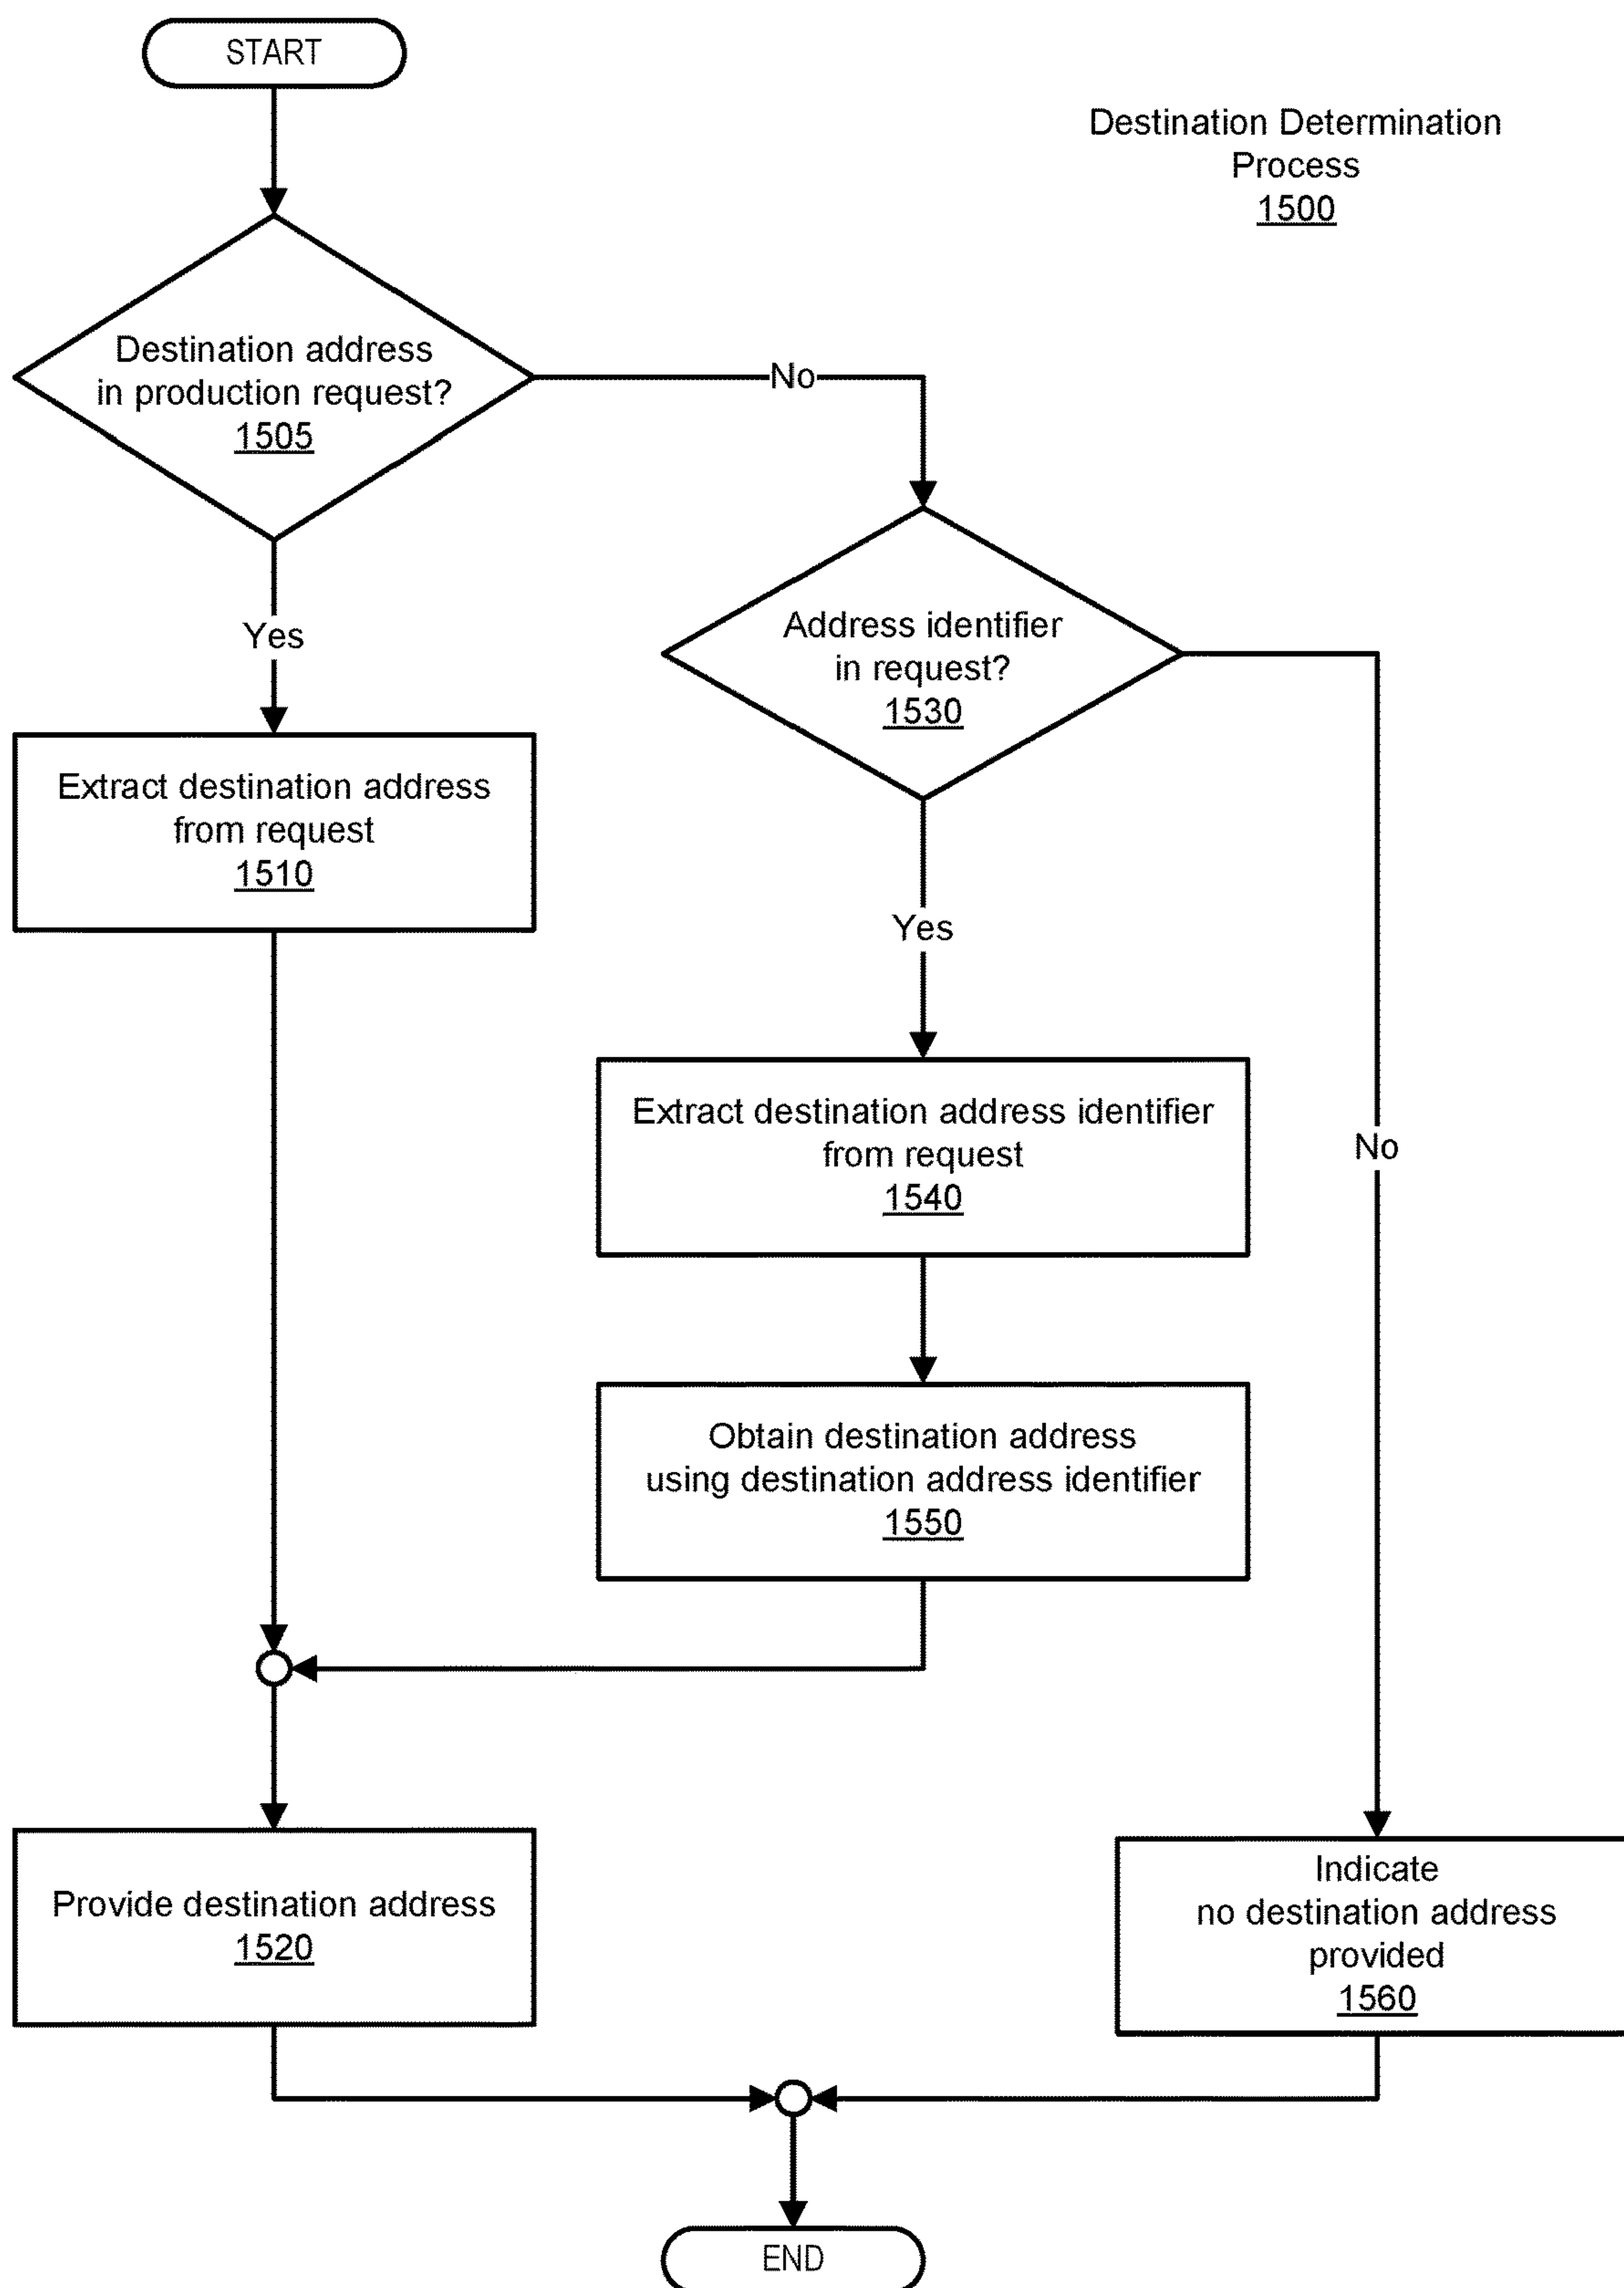 START
Destination Determination
Process
1500
Destination address
in production request?
1505
No
Yes
Address identifier
in request?
1530
Extract destination address
from request
1510
Yes
Extract destination address identifier
from request
1540
No
Obtain destination address
using destination address identifier
1550
Provide destination address
1520
Indicate
no destination address
provided
1560
END